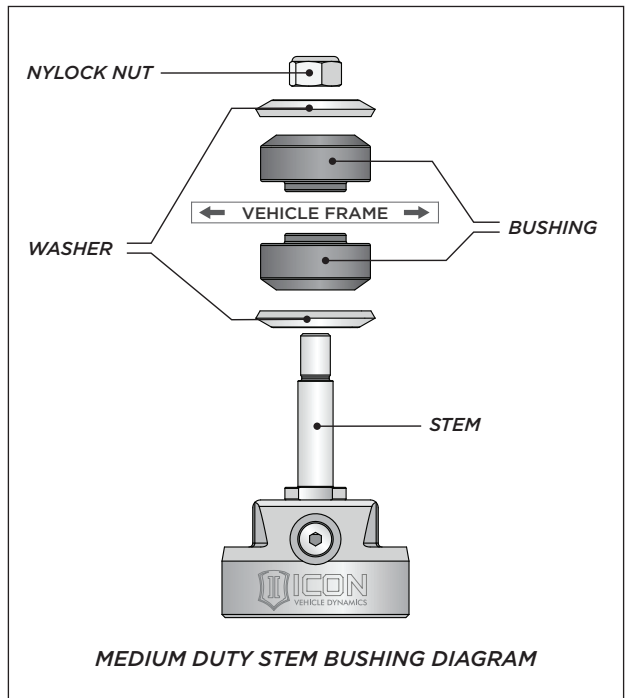 NYLOCK NUT
VEHICLE FRAME
BUSHING
WASHER
STEM
ICON
VEHICLE DYNAMICS
MEDIUM DUTY STEM BUSHING DIAGRAM